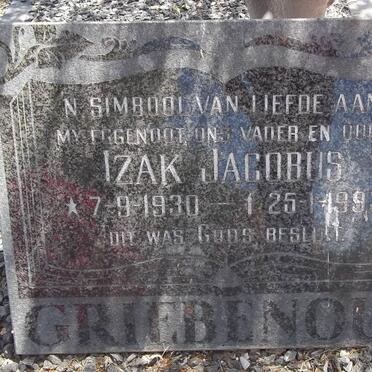 'N SIMBOOL VAN LIEFDE AAN
MY EGGENOOT, ONS VADER EN OUPA
IZAK JACOBUS
★ 7-9-1930 – † 25-1-199
DIT WAS GODS BESLUIT
GRIEBENOU